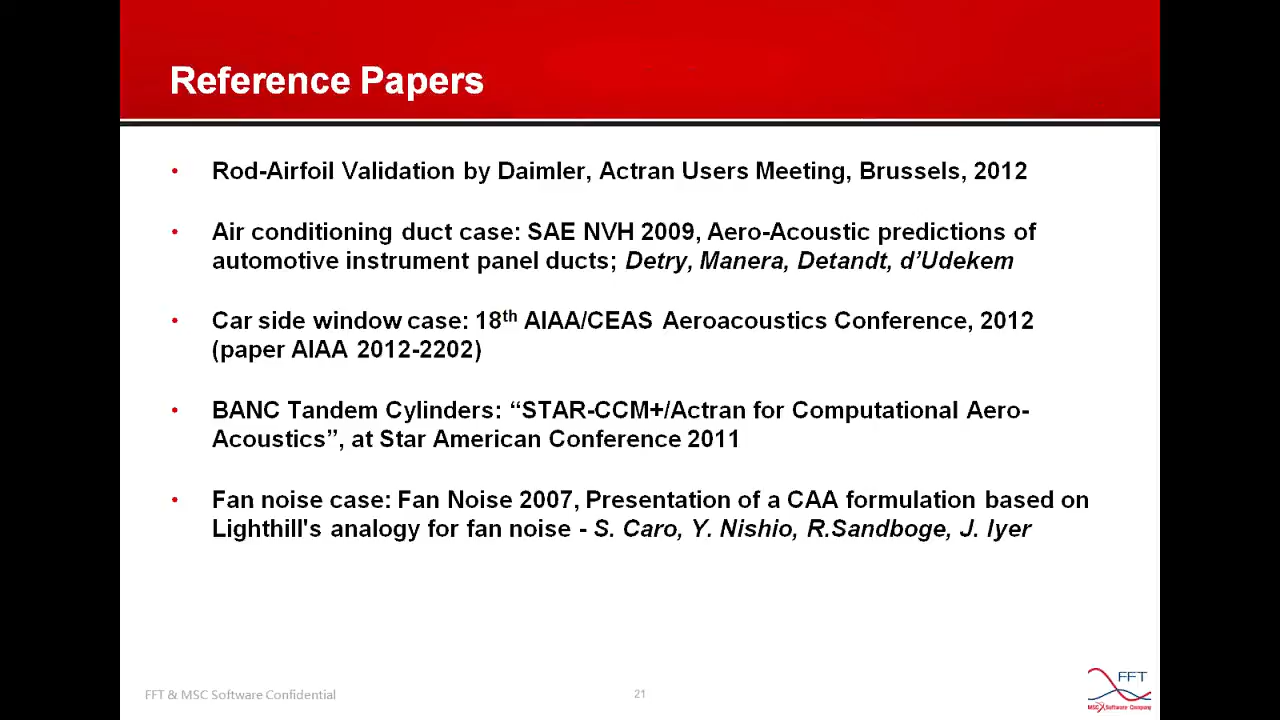 Reference Papers
• Rod-Airfoil Validation by Daimler, Actran Users Meeting, Brussels, 2012
• Air conditioning duct case: SAE NVH 2009, Aero-Acoustic predictions of
automotive instrument panel ducts; Detry, Manera, Detandt, d’Udekem
• Car side window case: 18th AIAA/CEAS Aeroacoustics Conference, 2012
(paper AIAA 2012-2202)
• BANC Tandem Cylinders: “STAR-CCM+/Actran for Computational Aero-
Acoustics”, at Star American Conference 2011
• Fan noise case: Fan Noise 2007, Presentation of a CAA formulation based on
Lighthill's analogy for fan noise - S. Caro, Y. Nishio, R.Sandboge, J. Iyer
FFT & MSC Software Confidential
21
FFT
MSC Software Company